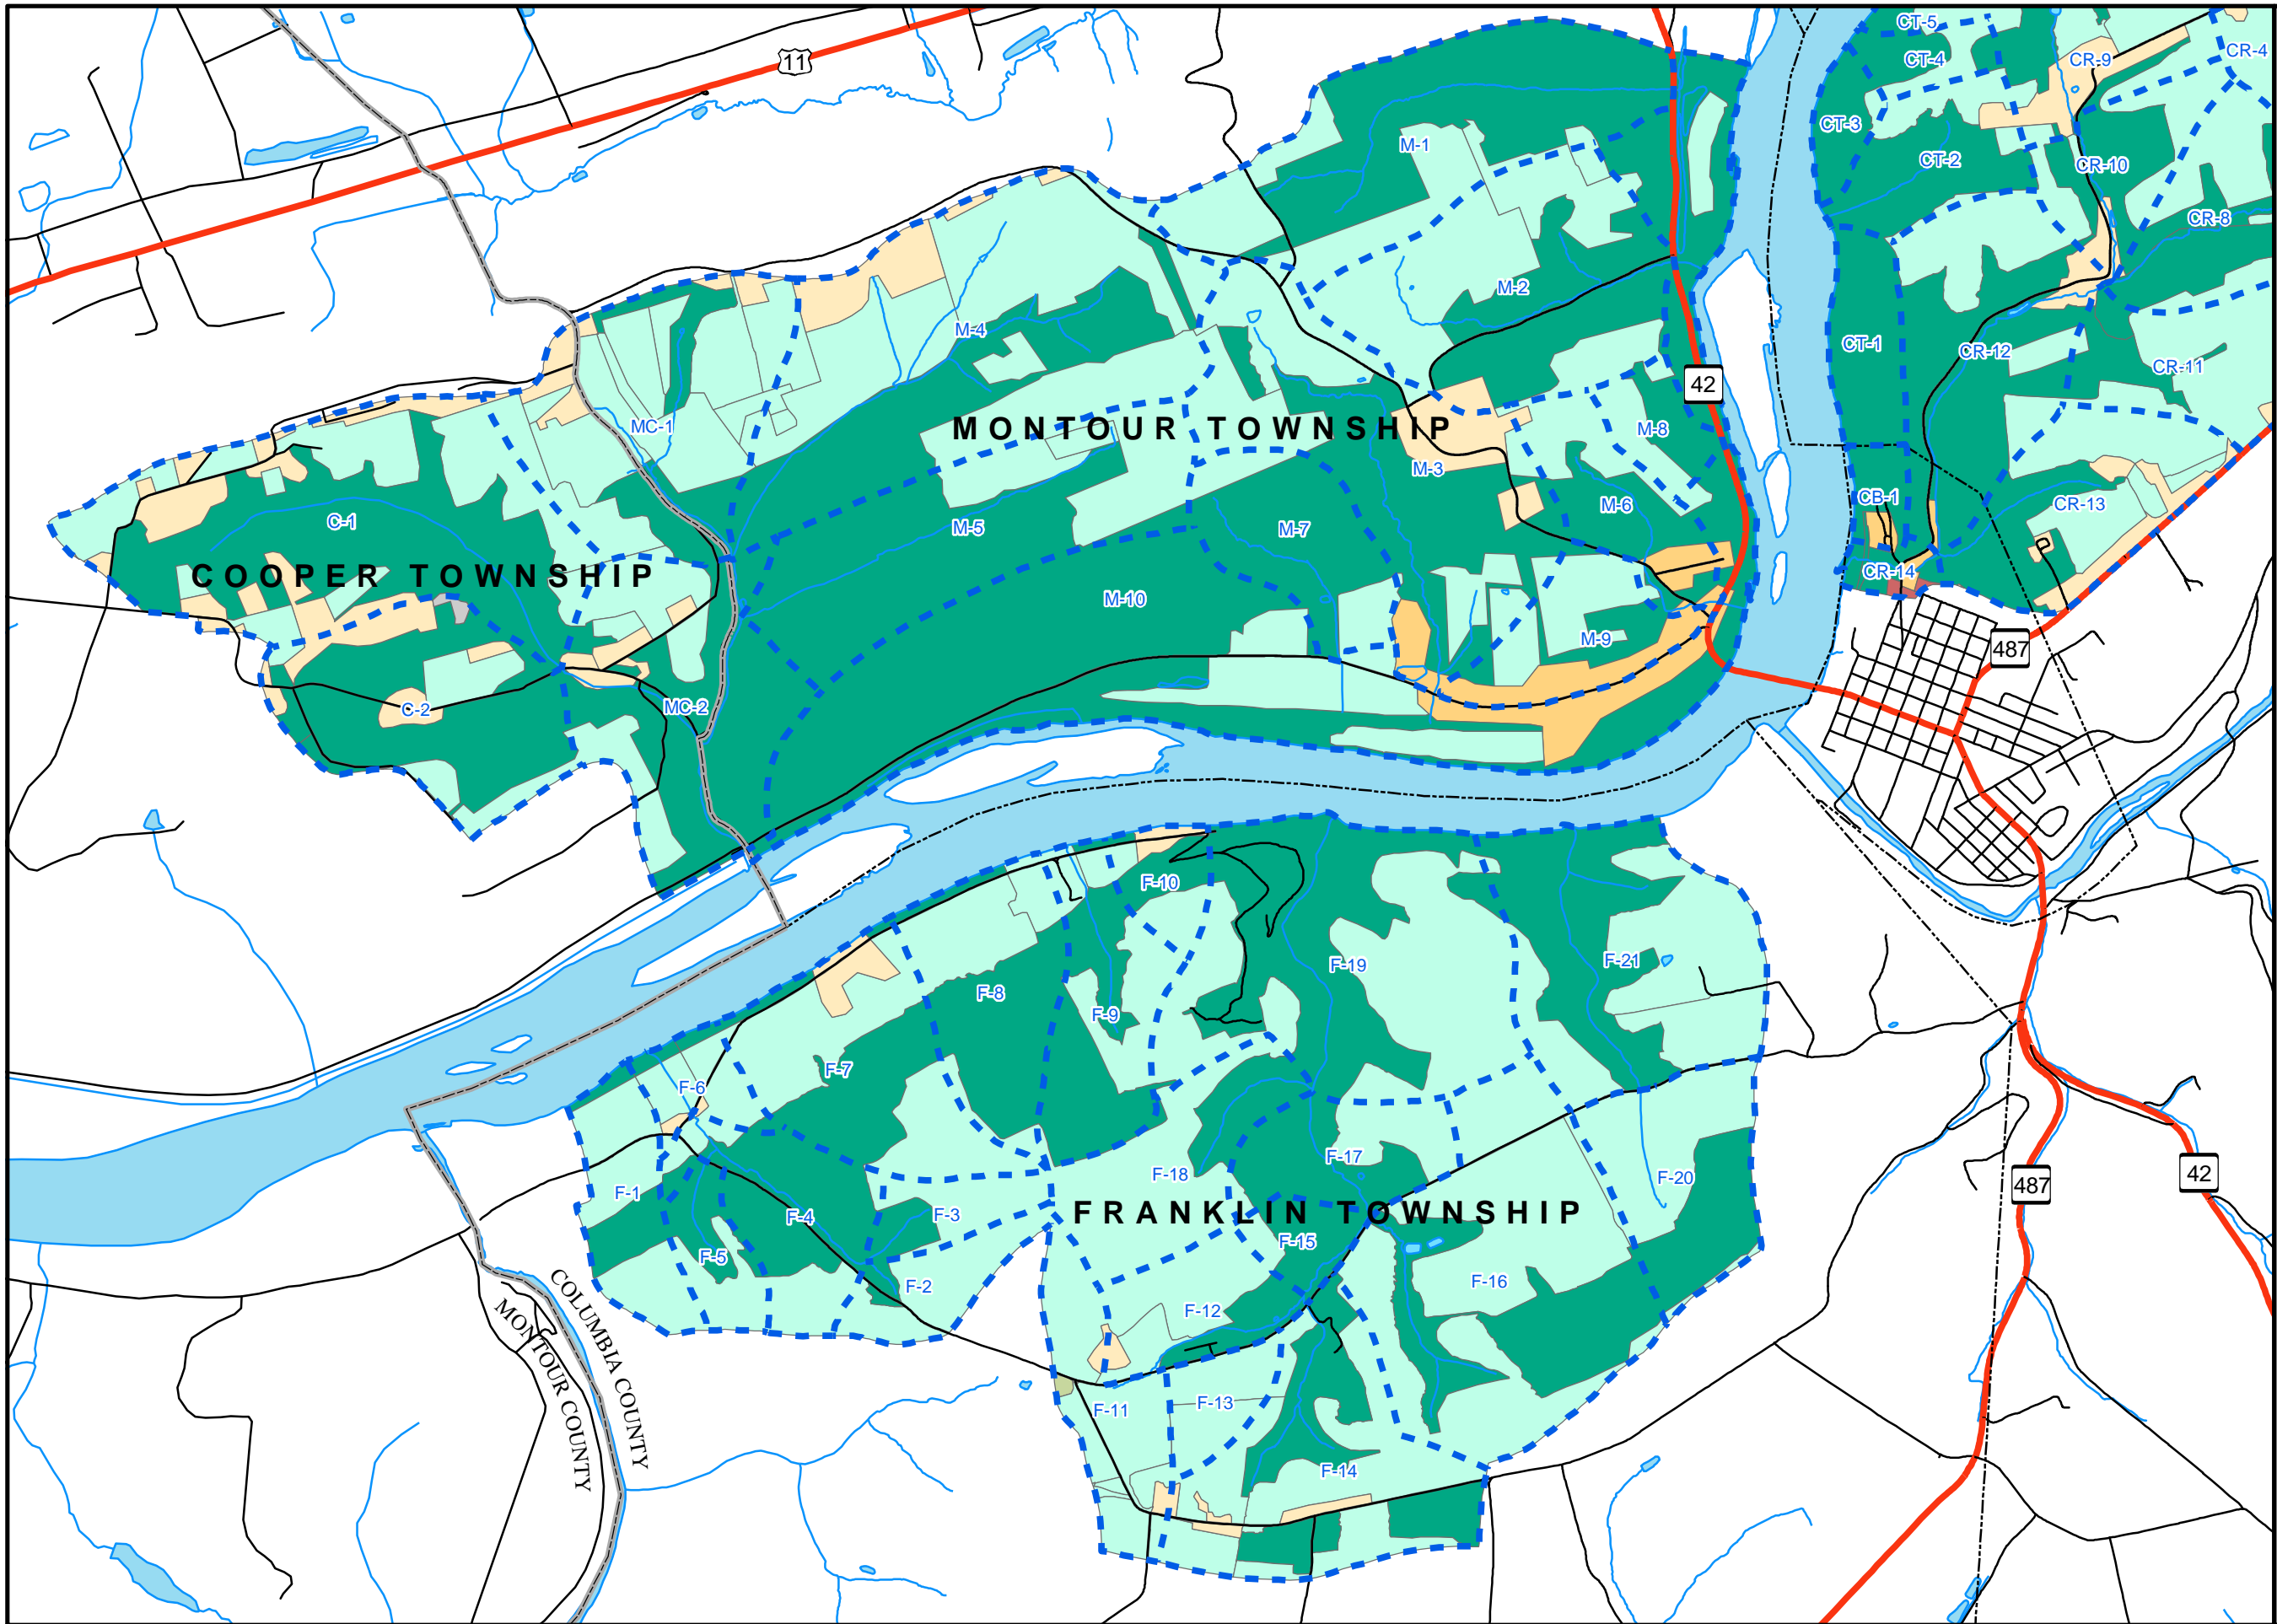 CT-5
CR-9
CR-4
CT-4
11
CT-3
M-1
CT-2
CR-10
CR-8
M-2
M-4
CT-1
CR-12
CR-11
42
MC-1
MONTOUR TOWNSHIP
M-8
M-3
CB-1
M-6
CR-13
C-1
M-5
M-7
COOPER TOWNSHIP
CR-14
M-10
M-9
487
C-2
MC-2
F-10
F-21
F-19
F-8
F-9
F-7
F-6
F-17
F-18
F-20
42
487
F-1
F-4
F-3
FRANKLIN TOWNSHIP
F-15
F-5
F-2
F-16
F-12
COLUMBIA COUNTY
MONTOUR COUNTY
F-13
F-11
F-14